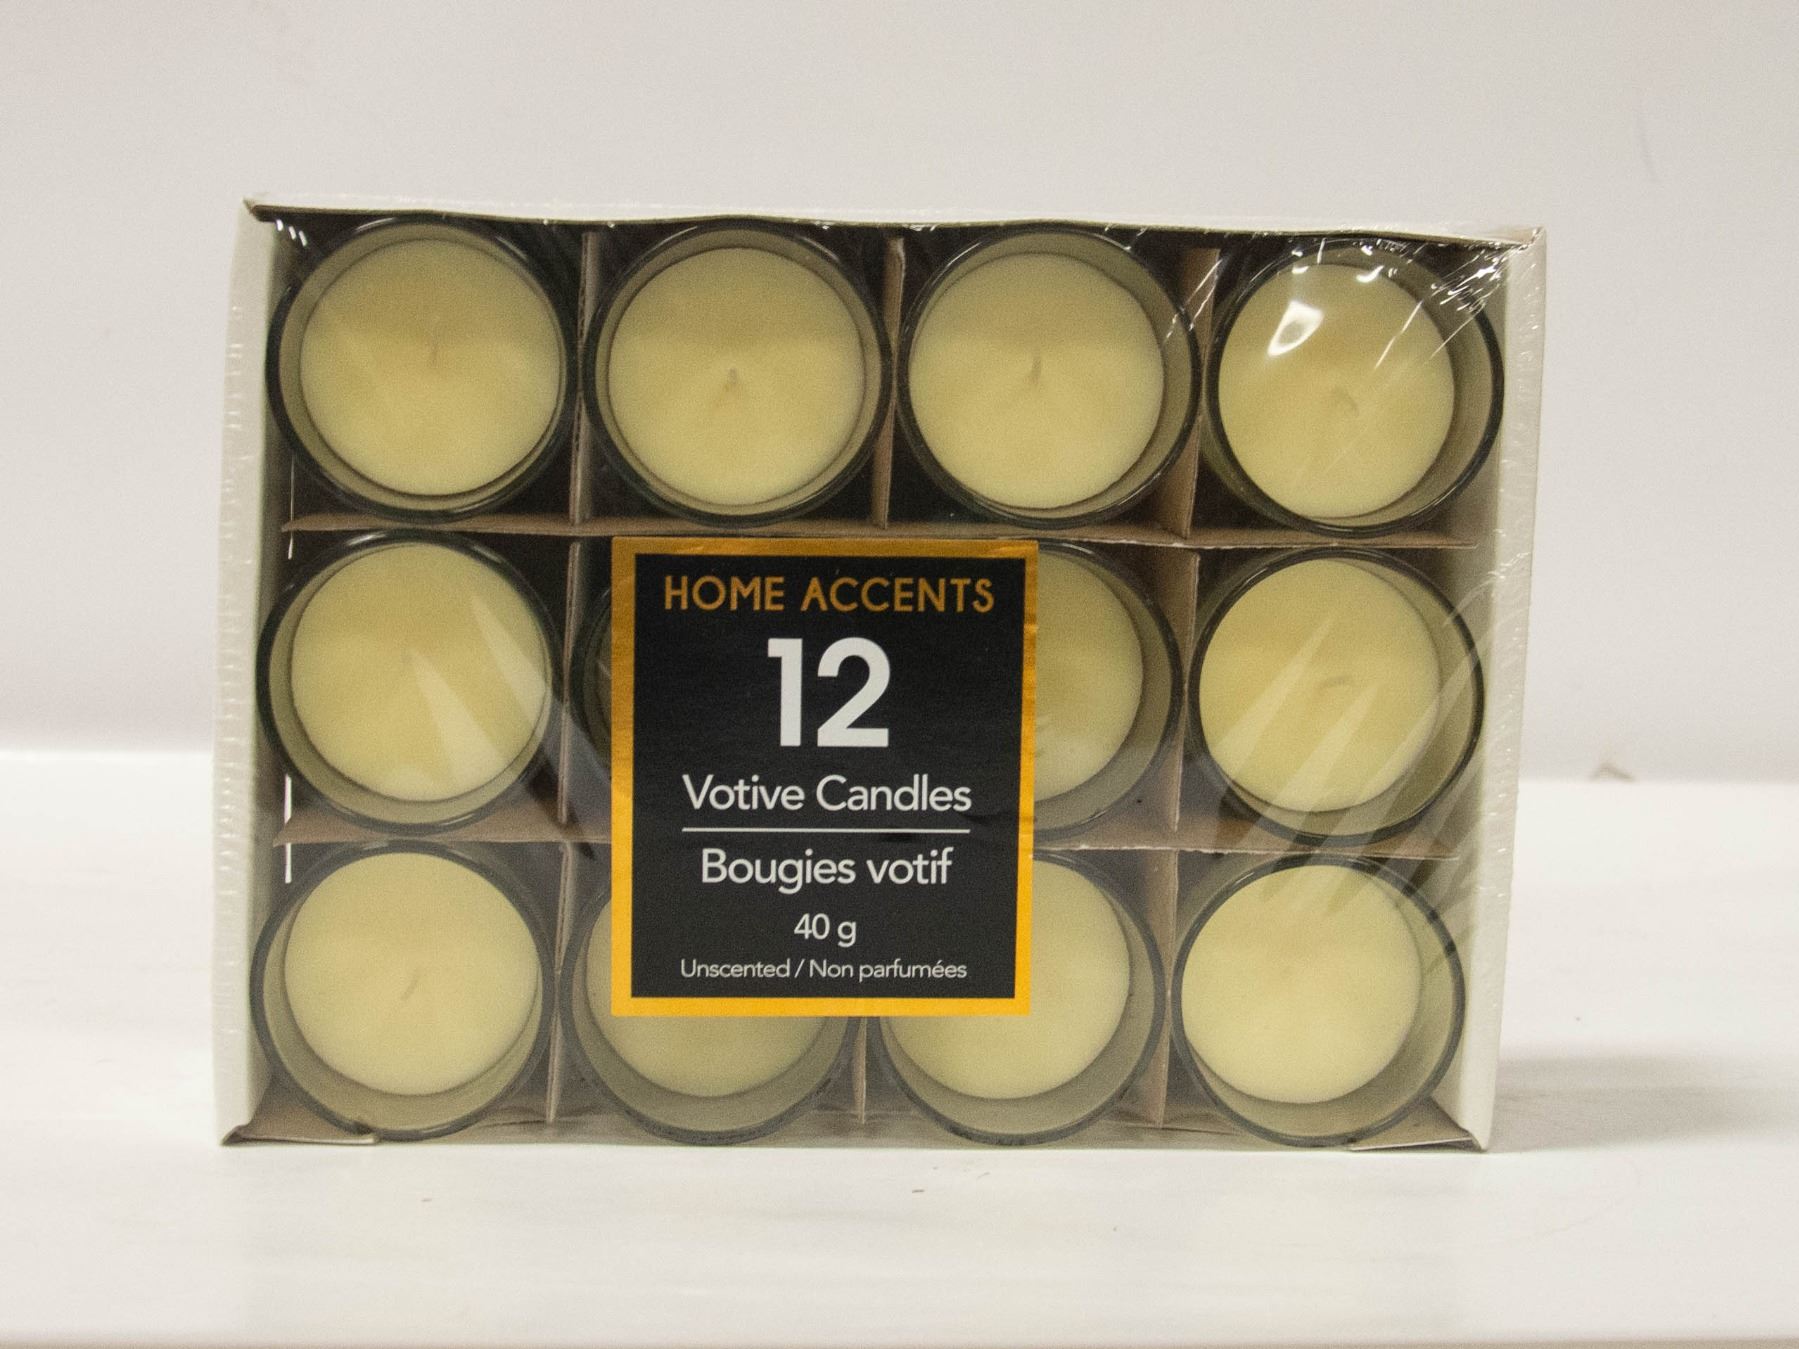 HOME ACCENTS
12
Votive Candles
Bougies votif
40 g
Unscented / Non parfumées